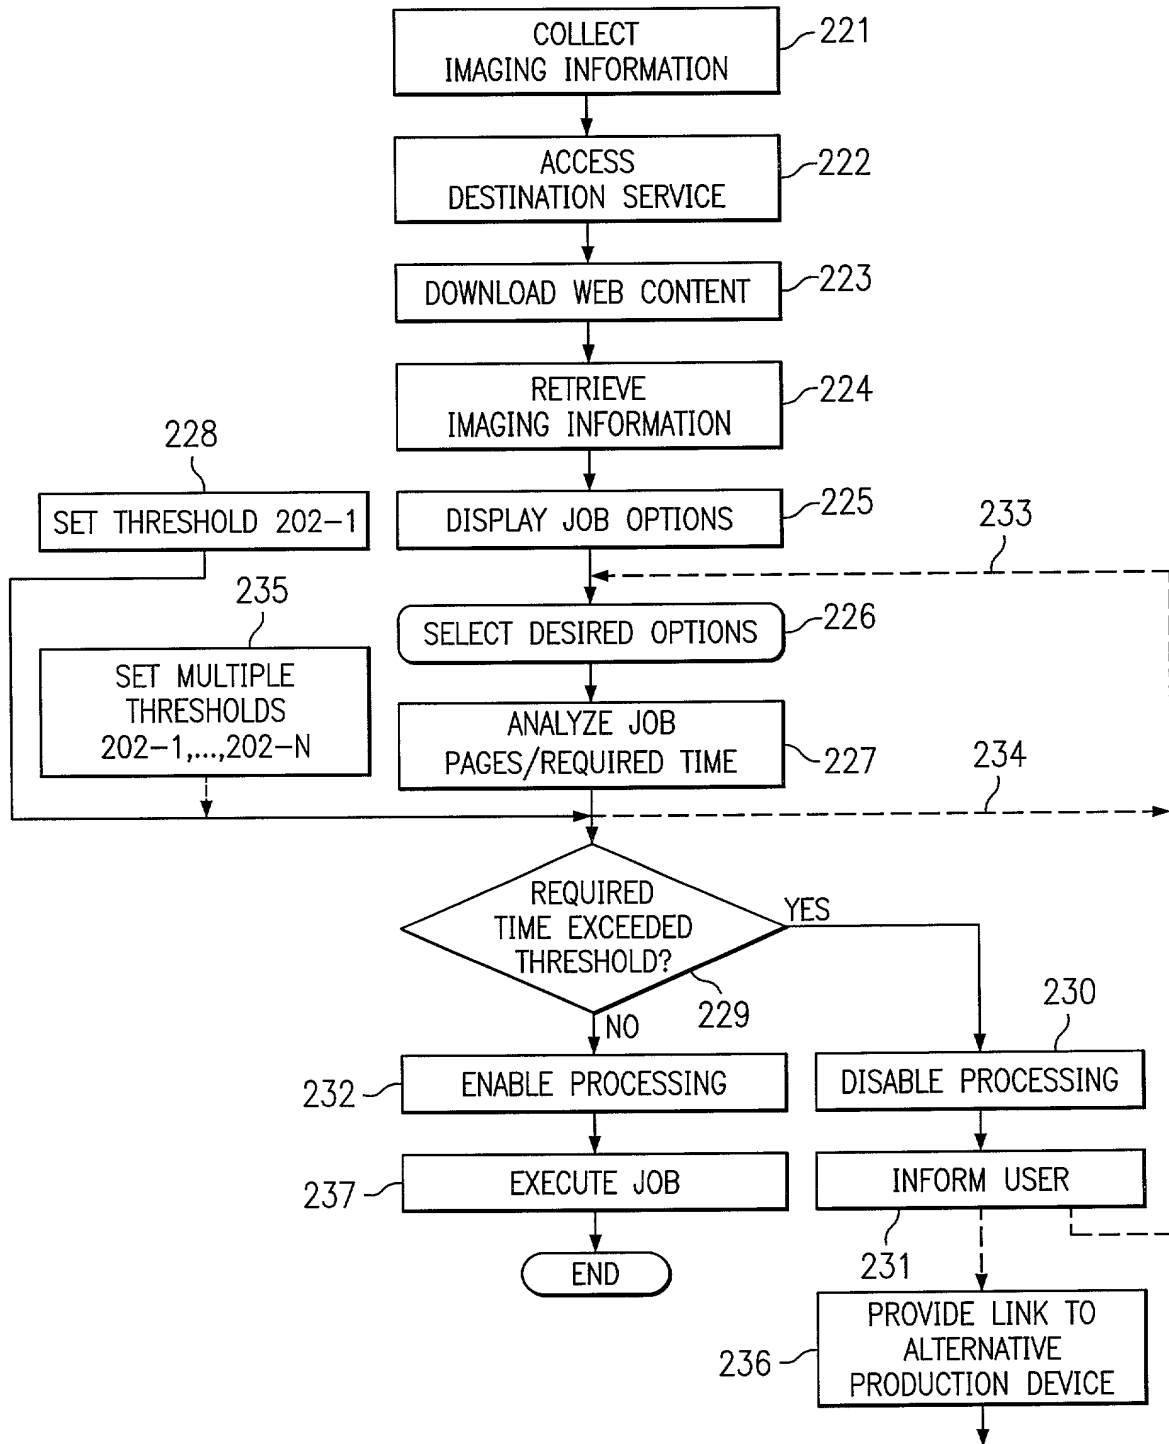 COLLECT
IMAGING INFORMATION
221
ACCESS
DESTINATION SERVICE
222
DOWNLOAD WEB CONTENT
223
RETRIEVE
IMAGING INFORMATION
224
228
SET THRESHOLD 202-1
DISPLAY JOB OPTIONS
225
233
235
SELECT DESIRED OPTIONS
226
SET MULTIPLE
THRESHOLDS
202-1,...,202-N
ANALYZE JOB
PAGES/REQUIRED TIME
227
234
REQUIRED
TIME EXCEEDED
THRESHOLD?
YES
229
NO
230
232
ENABLE PROCESSING
DISABLE PROCESSING
237
EXECUTE JOB
INFORM USER
231
END
236
PROVIDE LINK TO
ALTERNATIVE
PRODUCTION DEVICE